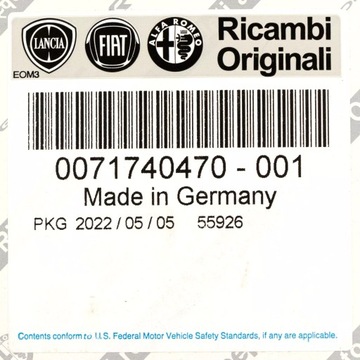 LANCIA
FIAT
ALFA ROMEO
Ricambi
Originali
EOM3
0071740470 - 001
Made in Germany
PKG 2022 / 05 / 05 55926
Contents conform to U.S. Federal Motor Vehicle Safety Standards, if any are applicable.